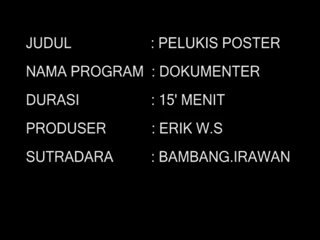 JUDUL : PELUKIS POSTER
NAMA PROGRAM : DOKUMENTER
DURASI : 15' MENIT
PRODUSER : ERIK W.S
SUTRADARA : BAMBANG.IRAWAN